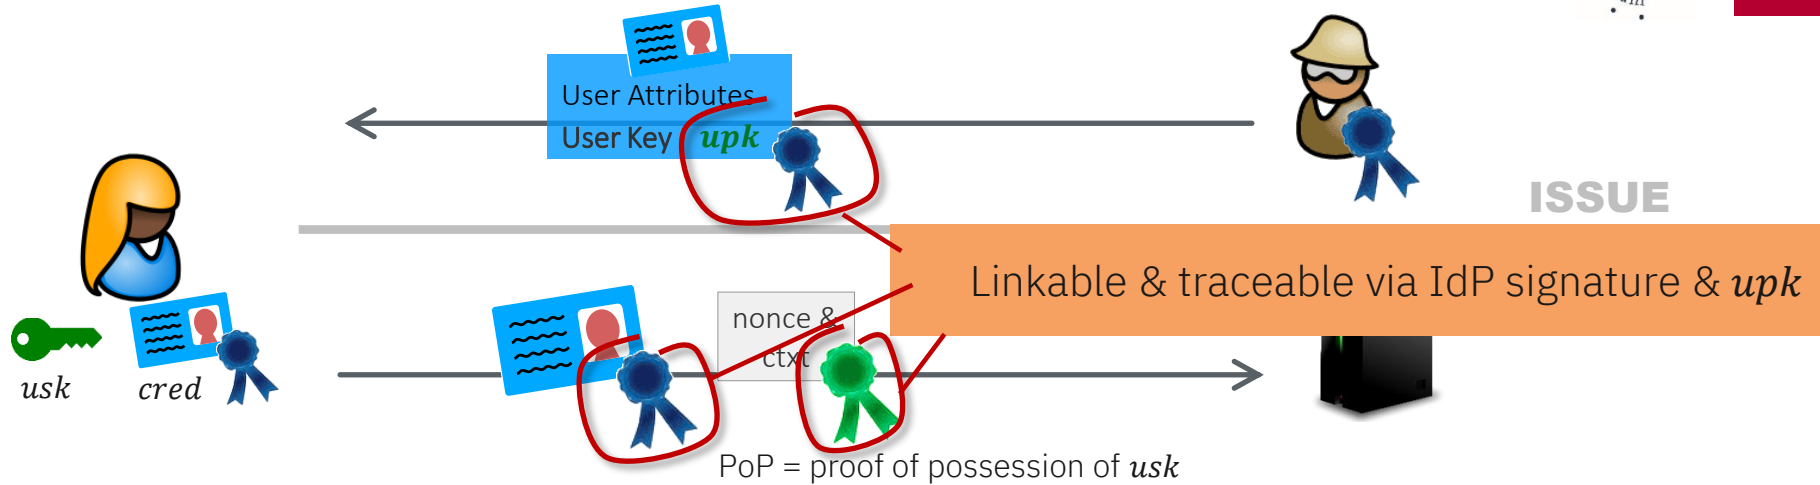 User Attributes
User Key upk
ISSUE
Linkable & traceable via IdP signature & upk
nonce &
ctxt
usk cred
PoP = proof of possession of usk